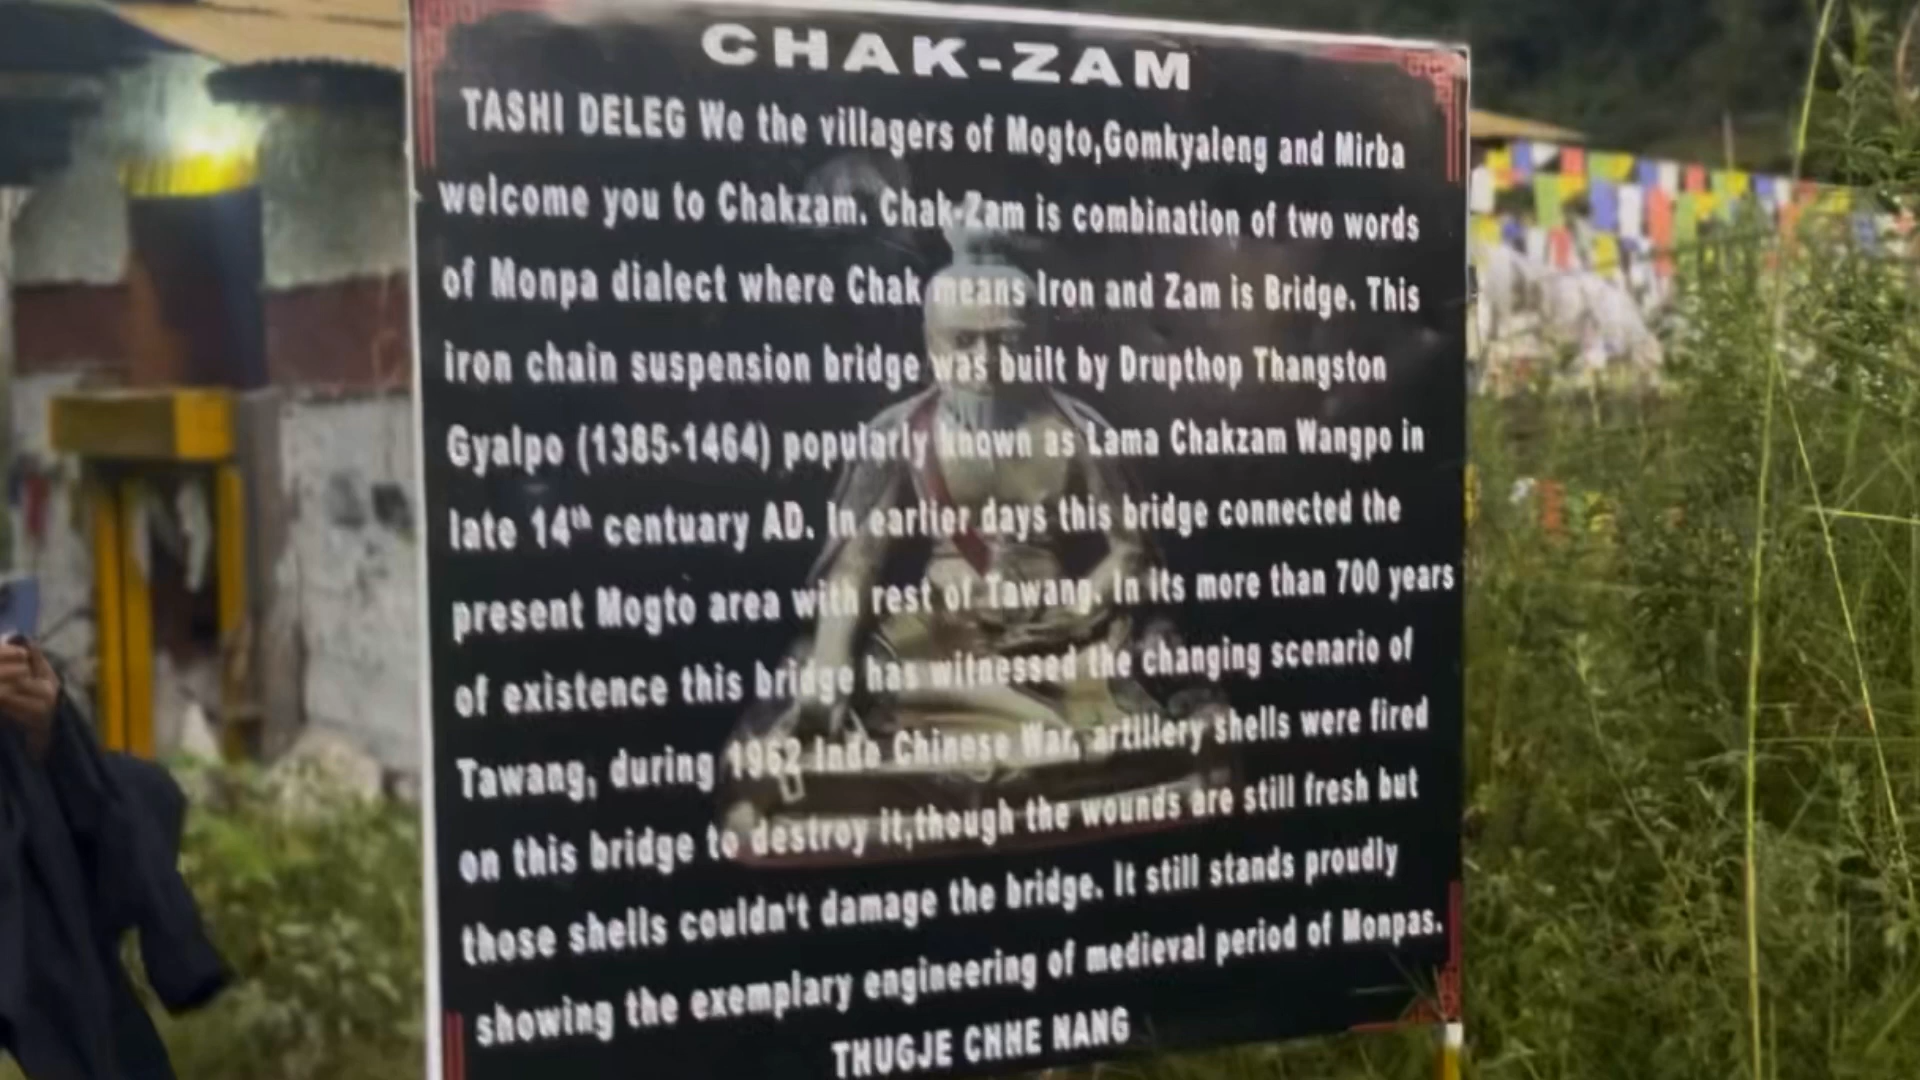 CHAK-ZAM
TASHI DELEG We the villagers of Mogto,Gomkyaleng and Mirba
welcome you to Chakzam. Chak-Zam is combination of two words
of Monpa dialect where Chak means Iron and Zam is Bridge. This
iron chain suspension bridge was built by Drupthop Thangston
Gyalpo (1385-1464) popularly known as Lama Chakzam Wangpo in
late 14th centuary AD. In earlier days this bridge connected the
present Mogto area with rest of Tawang. In its more than 700 years
of existence this bridge has witnessed the changing scenario of
Tawang, during 1962 Indo Chinese War, artillery shells were fired
on this bridge to destroy it,though the wounds are still fresh but
those shells couldn't damage the bridge. It still stands proudly
showing the exemplary engineering of medieval period of Monpas.
THUGJE CHHE NANG